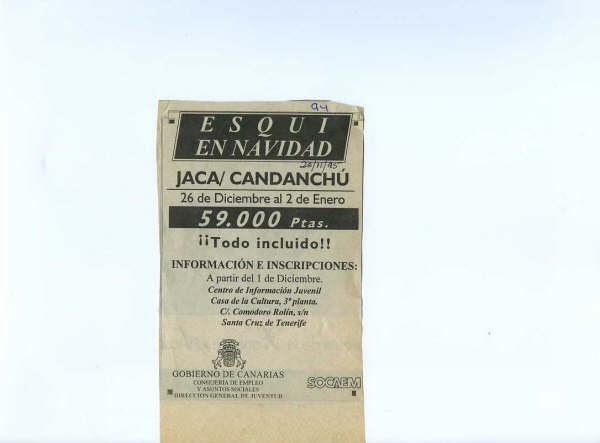 94
ESQUI
EN NAVIDAD
28/11/95
JACA/ CANDANCHÚ
26 de Diciembre al 2 de Enero
59.000 Ptas.
¡¡Todo incluido!!
INFORMACIÓN E INSCRIPCIONES:
A partir del 1 de Diciembre.
Centro de Información Juvenil
Casa de la Cultura, 3ª planta.
C/. Comodoro Rolín, s/n
Santa Cruz de Tenerife
GOBIERNO DE CANARIAS
CONSEJERIA DE EMPLEO
Y ASUNTOS SOCIALES
DIRECCIÓN GENERAL DE JUVENTUD
SOCAEM